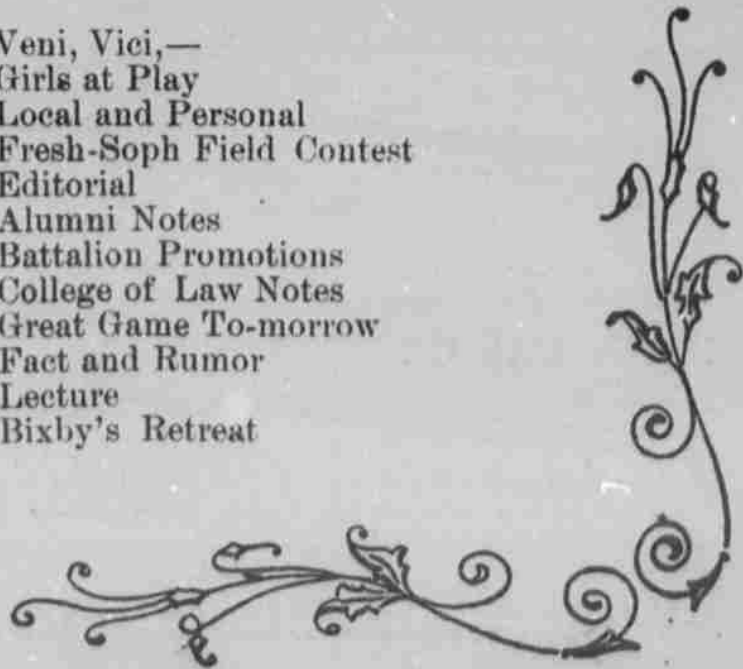 Veni, Vici,—
Girls at Play
Local and Personal
Fresh-Soph Field Contest
Editorial
Alumni Notes
Battalion Promotions
College of Law Notes
Great Game To-morrow
Fact and Rumor
Lecture
Bixby's Retreat